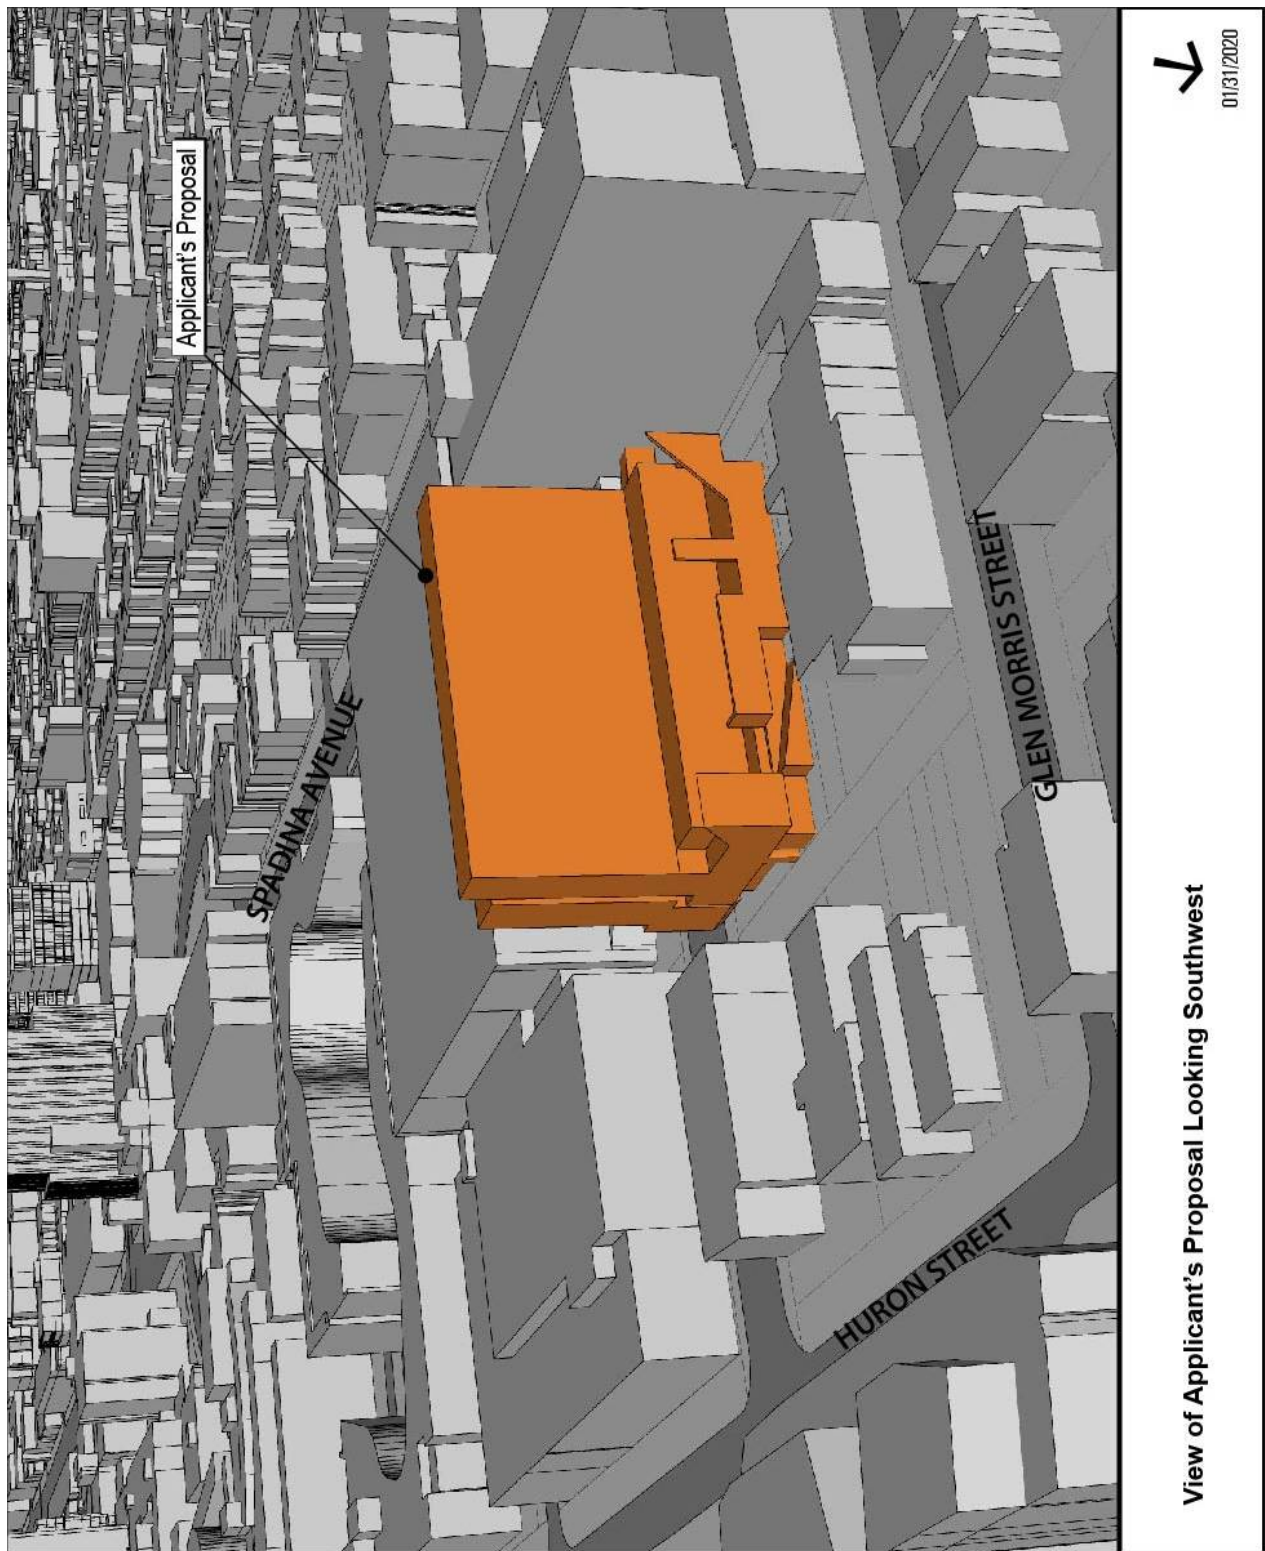 Applicant's Proposal
SPADINA AVENUE
GLEN MORRIS STREET
HURON STREET
View of Applicant's Proposal Looking Southwest
01/31/2020